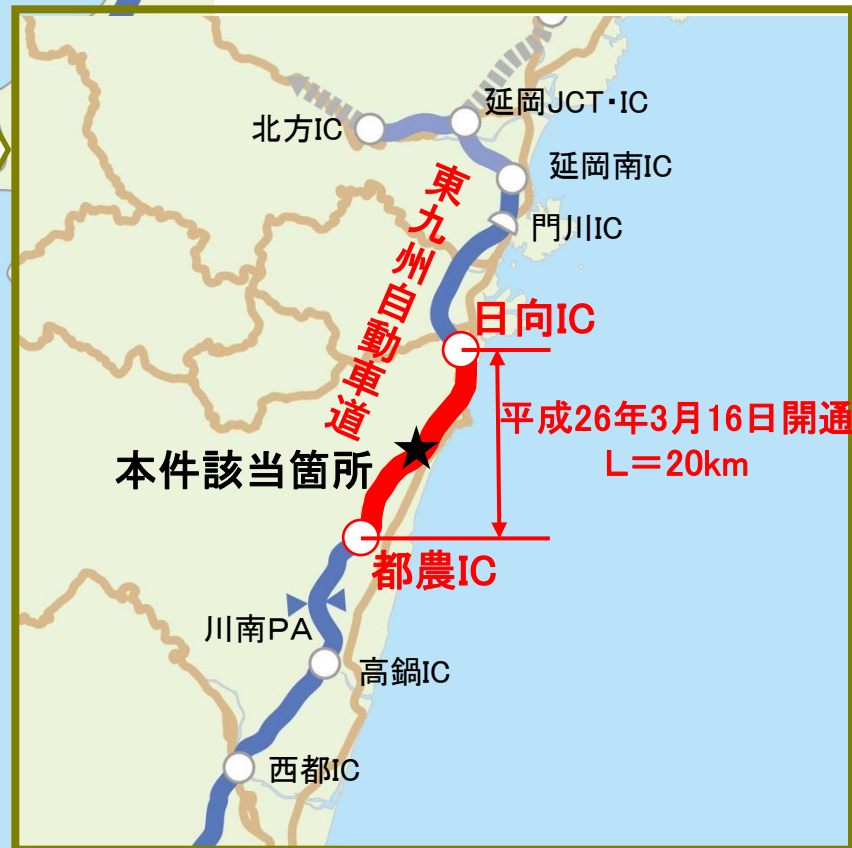 延岡JCT・IC
北方IC
延岡南IC
門川IC
東九州自動車道
日向IC
平成26年3月16日開通
L=20km
本件該当箇所
都農IC
川南PA
高鍋IC
西都IC